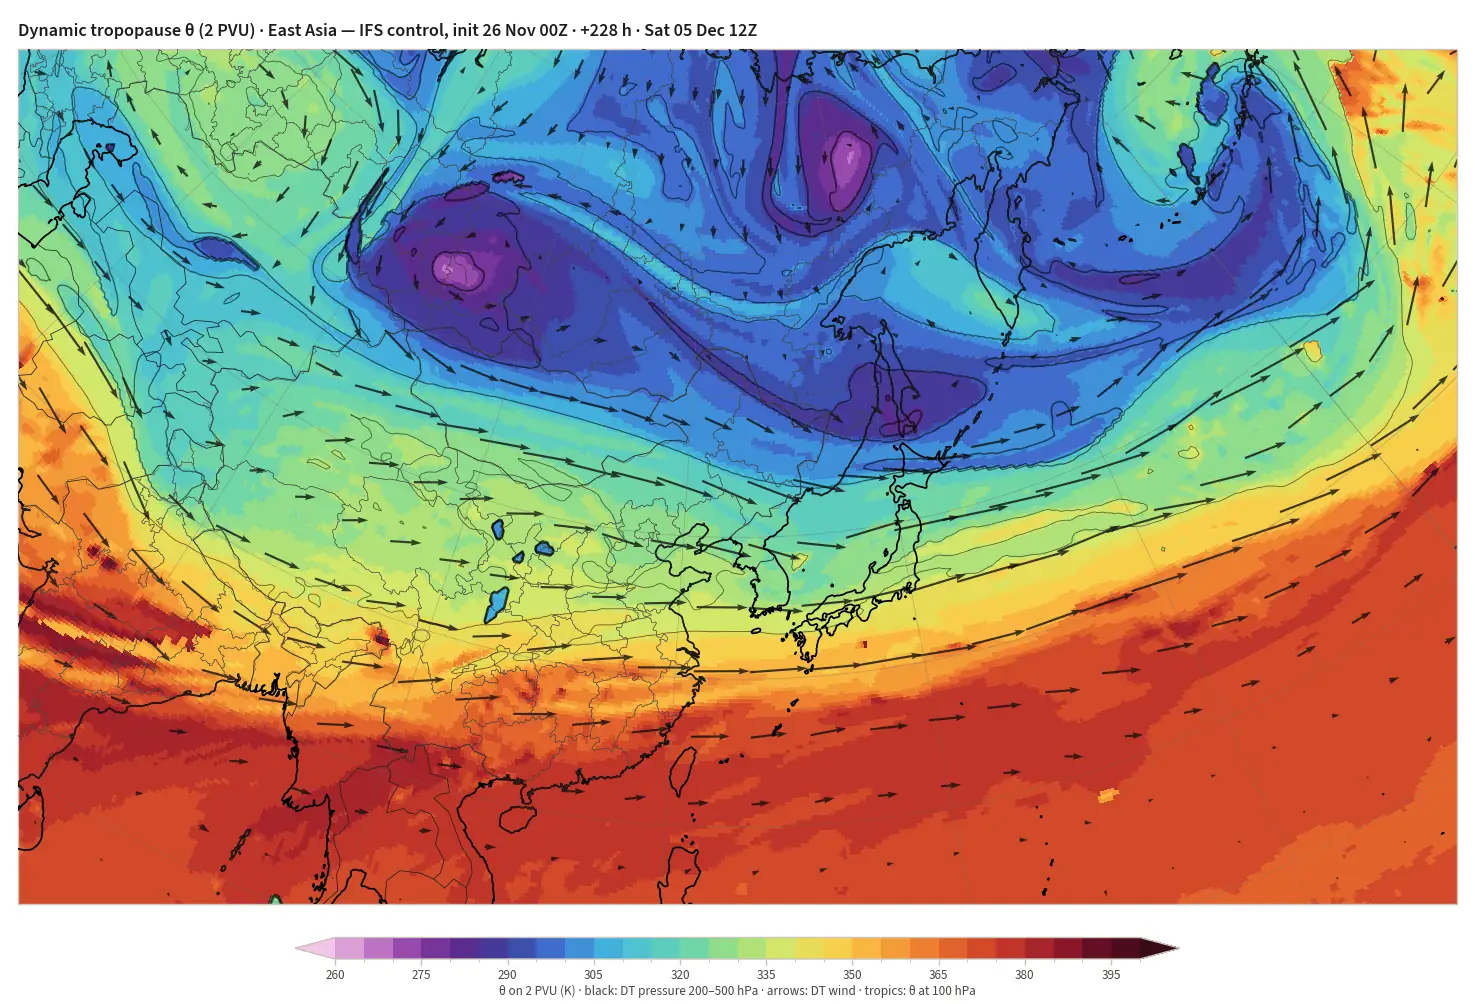 Dynamic tropopause θ (2 PVU) · East Asia — IFS control, init 26 Nov 00Z · +228 h · Sat 05 Dec 12Z
260 275 290 305 320 335 350 365 380 395
θ on 2 PVU (K) · black: DT pressure 200–500 hPa · arrows: DT wind · tropics: θ at 100 hPa